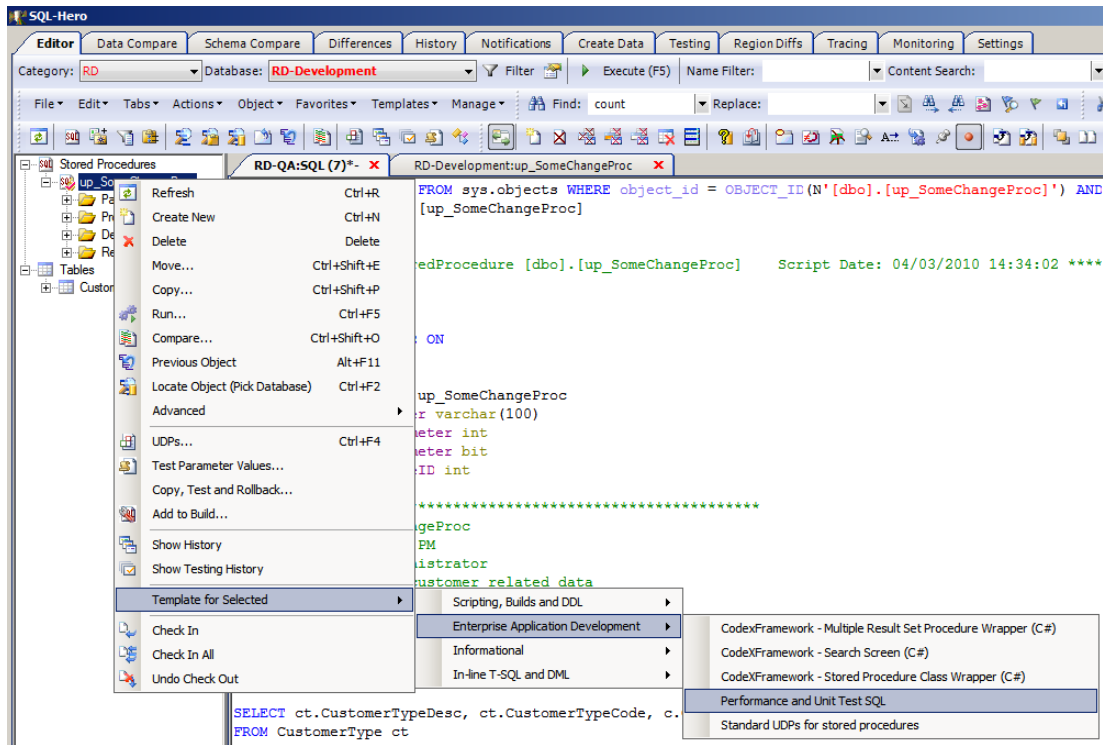 SQL-Hero
Editor Data Compare Schema Compare Differences History Notifications Create Data Testing Region Diffs Tracing Monitoring Settings
Category: RD Database: RD-Development Filter Execute (F5) Name Filter: Content Search:
File Edit Tabs Actions Object Favorites Templates Manage Find: count Replace:
Stored Procedures
RD-QA:SQL (7)*- X RD-Development:up_SomeChangeProc X
FROM sys.objects WHERE object_id = OBJECT_ID(N'[dbo].[up_SomeChangeProc]') AND
Refresh Ctrl+R
[up_SomeChangeProc]
Create New Ctrl+N
Delete Delete
Tables
Move... Ctrl+Shift+E
edProcedure [dbo].[up_SomeChangeProc] Script Date: 04/03/2010 14:34:02 ****
Copy... Ctrl+Shift+P
Run... Ctrl+F5
Compare... Ctrl+Shift+O
ON
Previous Object Alt+F11
Locate Object (Pick Database) Ctrl+F2
up_SomeChangeProc
Advanced
er varchar(100)
eter int
UDPs... Ctrl+F4
eter bit
Test Parameter Values...
ID int
Copy, Test and Rollback...
**************************************
Add to Build...
geProc
Show History
PM
Show Testing History
istrator
customer related data
Template for Selected
Scripting, Builds and DDL
Enterprise Application Development
Informational
In-line T-SQL and DML
CodexFramework - Multiple Result Set Procedure Wrapper (C#)
CodeXFramework - Search Screen (C#)
CodeXFramework - Stored Procedure Class Wrapper (C#)
Performance and Unit Test SQL
Standard UDPs for stored procedures
Check In
Check In All
Undo Check Out
SELECT ct.CustomerTypeDesc, ct.CustomerTypeCode, c.
FROM CustomerType ct